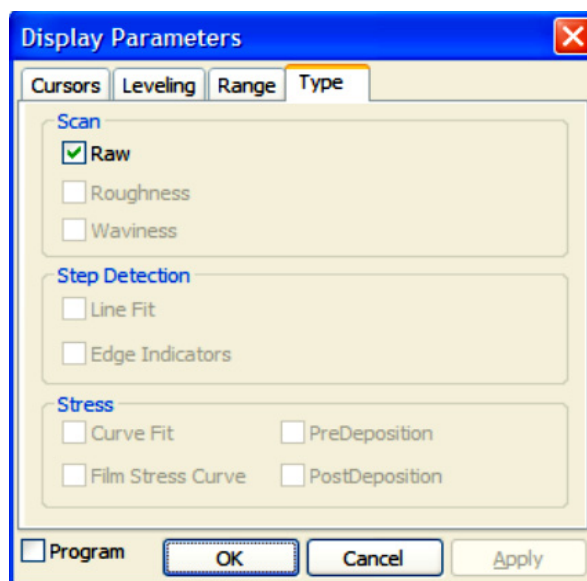 Display Parameters
Cursors Leveling Range Type
Scan
Raw
Roughness
Waviness
Step Detection
Line Fit
Edge Indicators
Stress
Curve Fit PreDeposition
Film Stress Curve PostDeposition
Program OK Cancel Apply